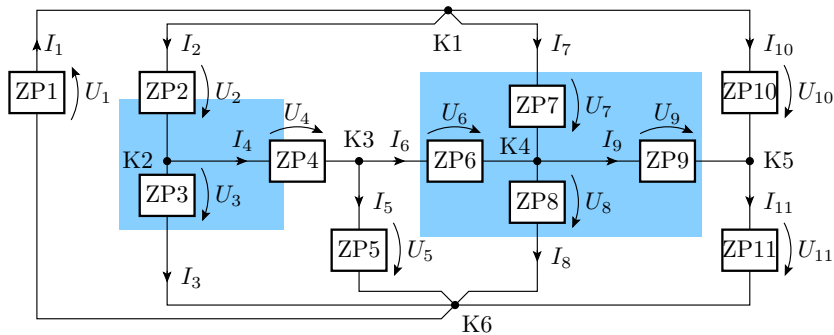 K1
I1 I2 I7 I10
ZP1 U1 ZP2 U2 ZP7 U7 ZP10 U10
K2 I4 U4 ZP4 K3 I6 U6 ZP6 K4 I9 U9 ZP9 K5
ZP3 U3 I5 ZP8 U8 I11
ZP5 U5 ZP11 U11
I3 I8
K6